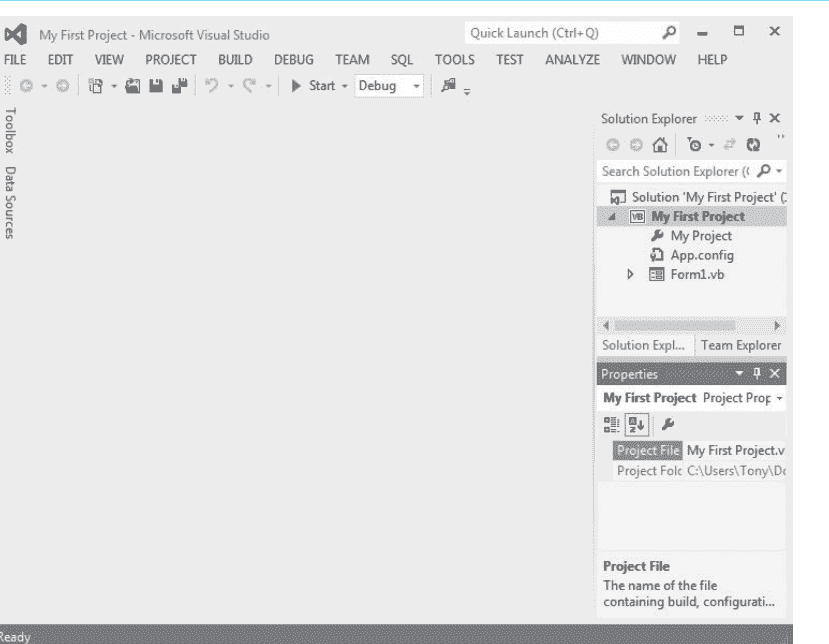 My First Project - Microsoft Visual Studio
Quick Launch (Ctrl+Q)
FILE EDIT VIEW PROJECT BUILD DEBUG TEAM SQL TOOLS TEST ANALYZE WINDOW HELP
Start Debug
Toolbox
Data Sources
Solution Explorer
Search Solution Explorer (
Solution 'My First Project' (
VB My First Project
My Project
App.config
Form1.vb
Solution Expl... Team Explorer
Properties
My First Project Project Prop
Project File My First Project.v
Project Folc C:\Users\Tony\Do
Project File
The name of the file
containing build, configurati...
Ready